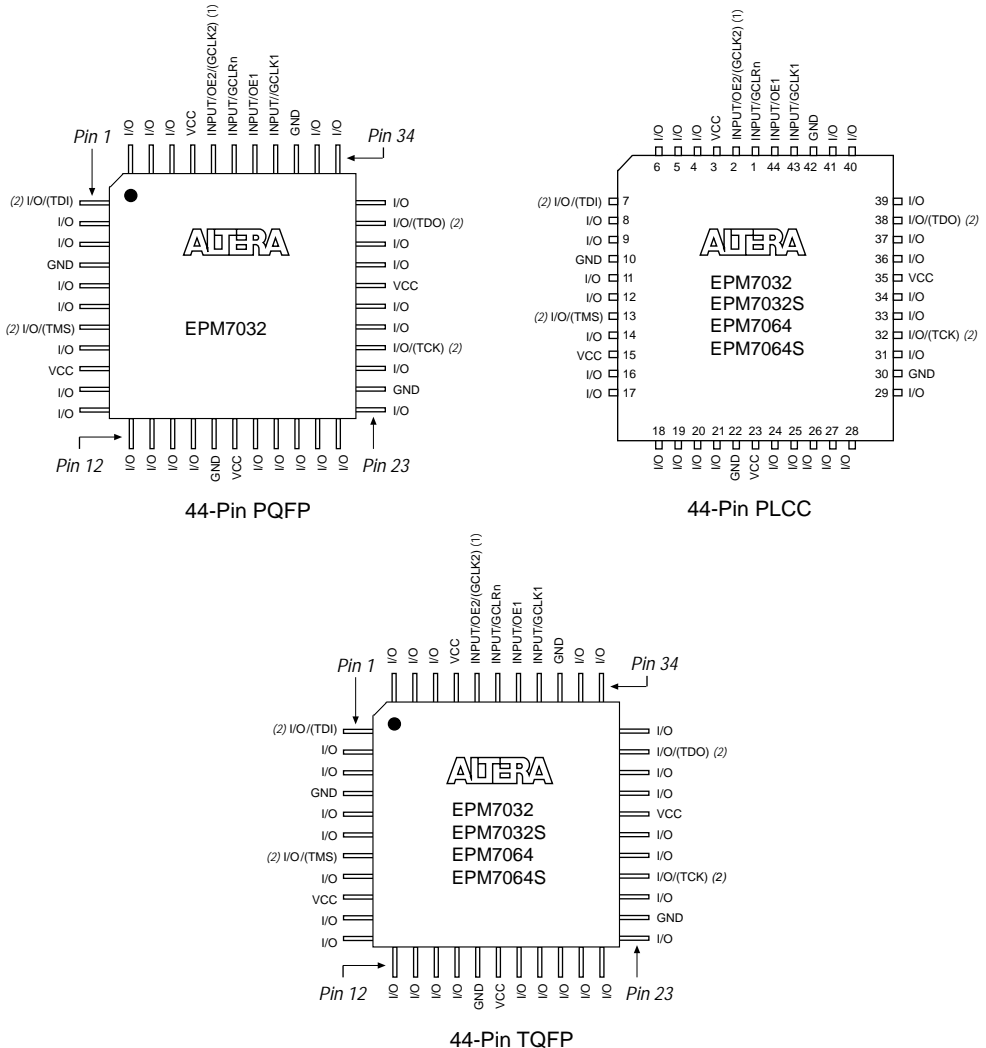 I/O
I/O
I/O
VCC
INPUT/OE2/(GCLK2) (1)
INPUT/GCLRn
INPUT/OE1
INPUT//GCLK1
GND
I/O
I/O
Pin 1
Pin 34
(2) I/O/(TDI)
I/O
I/O
GND
I/O
I/O
(2) I/O/(TMS)
I/O
VCC
I/O
I/O
ALTERA
EPM7032
I/O
I/O/(TDO) (2)
I/O
I/O
VCC
I/O
I/O
I/O/(TCK) (2)
I/O
GND
I/O
Pin 12
Pin 23
I/O
I/O
I/O
I/O
GND
VCC
I/O
I/O
I/O
I/O
I/O
44-Pin PQFP
I/O
I/O
I/O
VCC
INPUT/OE2/(GCLK2) (1)
INPUT/GCLRn
INPUT/OE1
INPUT/GCLK1
GND
I/O
I/O
6 5 4 3 2 1 44 43 42 41 40
(2) I/O/(TDI) 7
I/O 8
I/O 9
GND 10
I/O 11
I/O 12
(2) I/O/(TMS) 13
I/O 14
VCC 15
I/O 16
I/O 17
ALTERA
EPM7032
EPM7032S
EPM7064
EPM7064S
39 I/O
38 I/O/(TDO) (2)
37 I/O
36 I/O
35 VCC
34 I/O
33 I/O
32 I/O/(TCK) (2)
31 I/O
30 GND
29 I/O
18 19 20 21 22 23 24 25 26 27 28
I/O
I/O
I/O
I/O
GND
VCC
I/O
I/O
I/O
I/O
I/O
44-Pin PLCC
I/O
I/O
I/O
VCC
INPUT/OE2/(GCLK2) (1)
INPUT/GCLRn
INPUT/OE1
INPUT/GCLK1
GND
I/O
I/O
Pin 1
Pin 34
(2) I/O/(TDI)
I/O
I/O
GND
I/O
I/O
(2) I/O/(TMS)
I/O
VCC
I/O
I/O
ALTERA
EPM7032
EPM7032S
EPM7064
EPM7064S
I/O
I/O/(TDO) (2)
I/O
I/O
VCC
I/O
I/O
I/O/(TCK) (2)
I/O
GND
I/O
Pin 12
Pin 23
I/O
I/O
I/O
I/O
GND
VCC
I/O
I/O
I/O
I/O
I/O
44-Pin TQFP